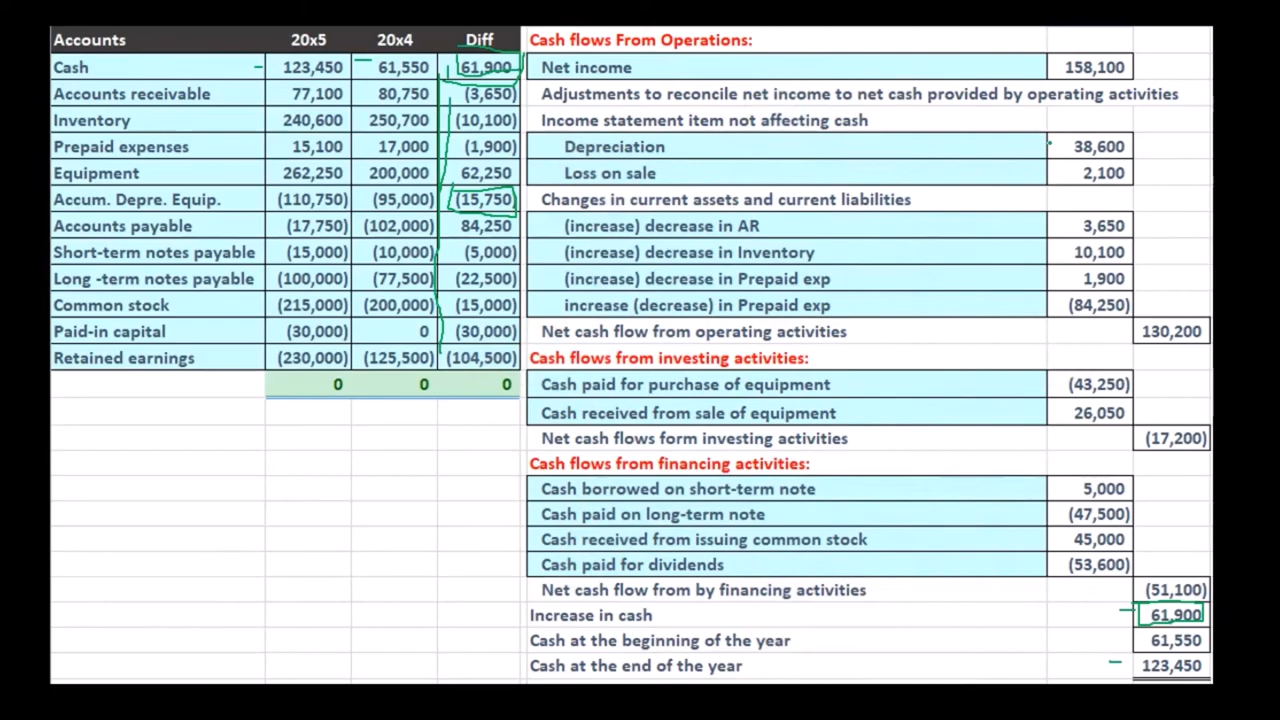 Accounts 20x5 20x4 Diff
Cash 123,450 61,550 61,900
Accounts receivable 77,100 80,750 (3,650)
Inventory 240,600 250,700 (10,100)
Prepaid expenses 15,100 17,000 (1,900)
Equipment 262,250 200,000 62,250
Accum. Depre. Equip. (110,750) (95,000) (15,750)
Accounts payable (17,750) (102,000) 84,250
Short-term notes payable (15,000) (10,000) (5,000)
Long -term notes payable (100,000) (77,500) (22,500)
Common stock (215,000) (200,000) (15,000)
Paid-in capital (30,000) 0 (30,000)
Retained earnings (230,000) (125,500) (104,500)
0 0 0
Cash flows From Operations:
Net income 158,100
Adjustments to reconcile net income to net cash provided by operating activities
Income statement item not affecting cash
Depreciation 38,600
Loss on sale 2,100
Changes in current assets and current liabilities
(increase) decrease in AR 3,650
(increase) decrease in Inventory 10,100
(increase) decrease in Prepaid exp 1,900
increase (decrease) in Prepaid exp (84,250)
Net cash flow from operating activities 130,200
Cash flows from investing activities:
Cash paid for purchase of equipment (43,250)
Cash received from sale of equipment 26,050
Net cash flows form investing activities (17,200)
Cash flows from financing activities:
Cash borrowed on short-term note 5,000
Cash paid on long-term note (47,500)
Cash received from issuing common stock 45,000
Cash paid for dividends (53,600)
Net cash flow from by financing activities (51,100)
Increase in cash 61,900
Cash at the beginning of the year 61,550
Cash at the end of the year 123,450